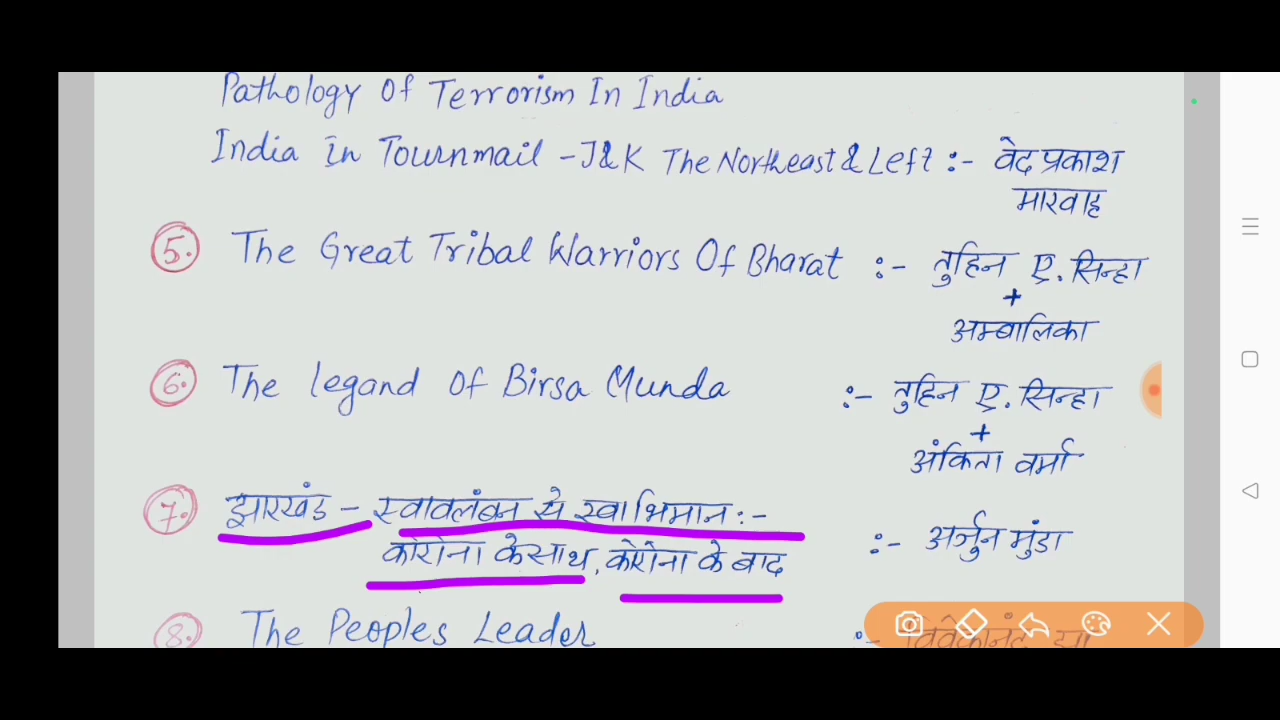 Pathology Of Terrorism In India
India in Tournmail - J&K The Northeast & Left :- वेद प्रकाश
मारवाह
5. The Great Tribal Warriors Of Bharat :- तुहिन ए. सिन्हा
+
अम्बालिका
6. The legand Of Birsa Munda :- तुहिन ए. सिन्हा
+
अंकिता वर्मा
7. झारखंड - स्वावलंबन से स्वाभिमान :-
कोरोना के साथ, कोरोना के बाद :- अर्जुन मुंडा
8. The Peoples Leader :- विवेकानंद झा